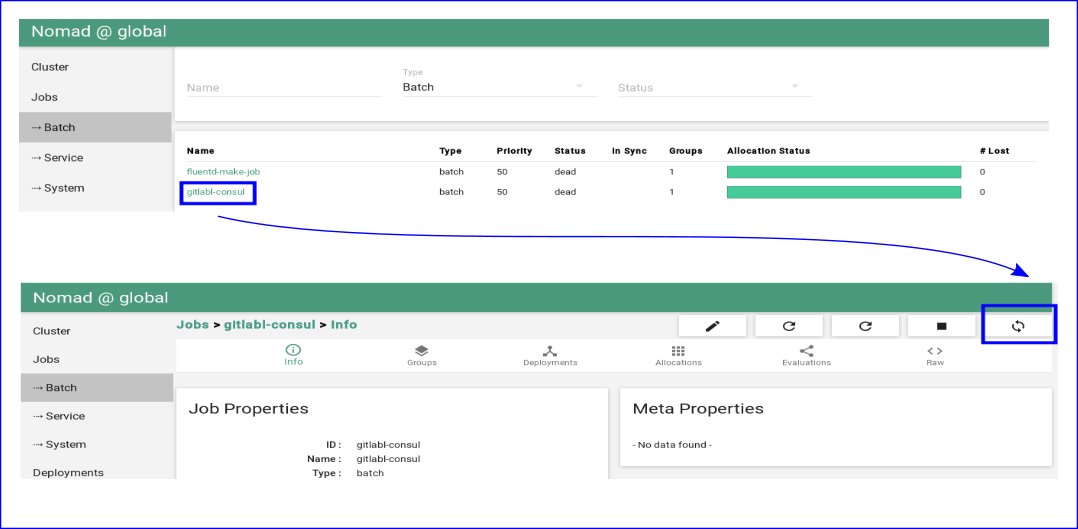 Nomad @ global
Cluster
Jobs
⤑ Batch
⤑ Service
⤑ System
Name
Type
Batch
Status
Name Type Priority Status In Sync Groups Allocation Status # Lost
fluentd-make-job batch 50 dead 1 0
gitlabl-consul batch 50 dead 1 0
Nomad @ global
Cluster
Jobs
⤑ Batch
⤑ Service
⤑ System
Deployments
Jobs > gitlabl-consul > Info
Info Groups Deployments Allocations Evaluations Raw
Job Properties
ID : gitlabl-consul
Name : gitlabl-consul
Type : batch
Meta Properties
- No data found -